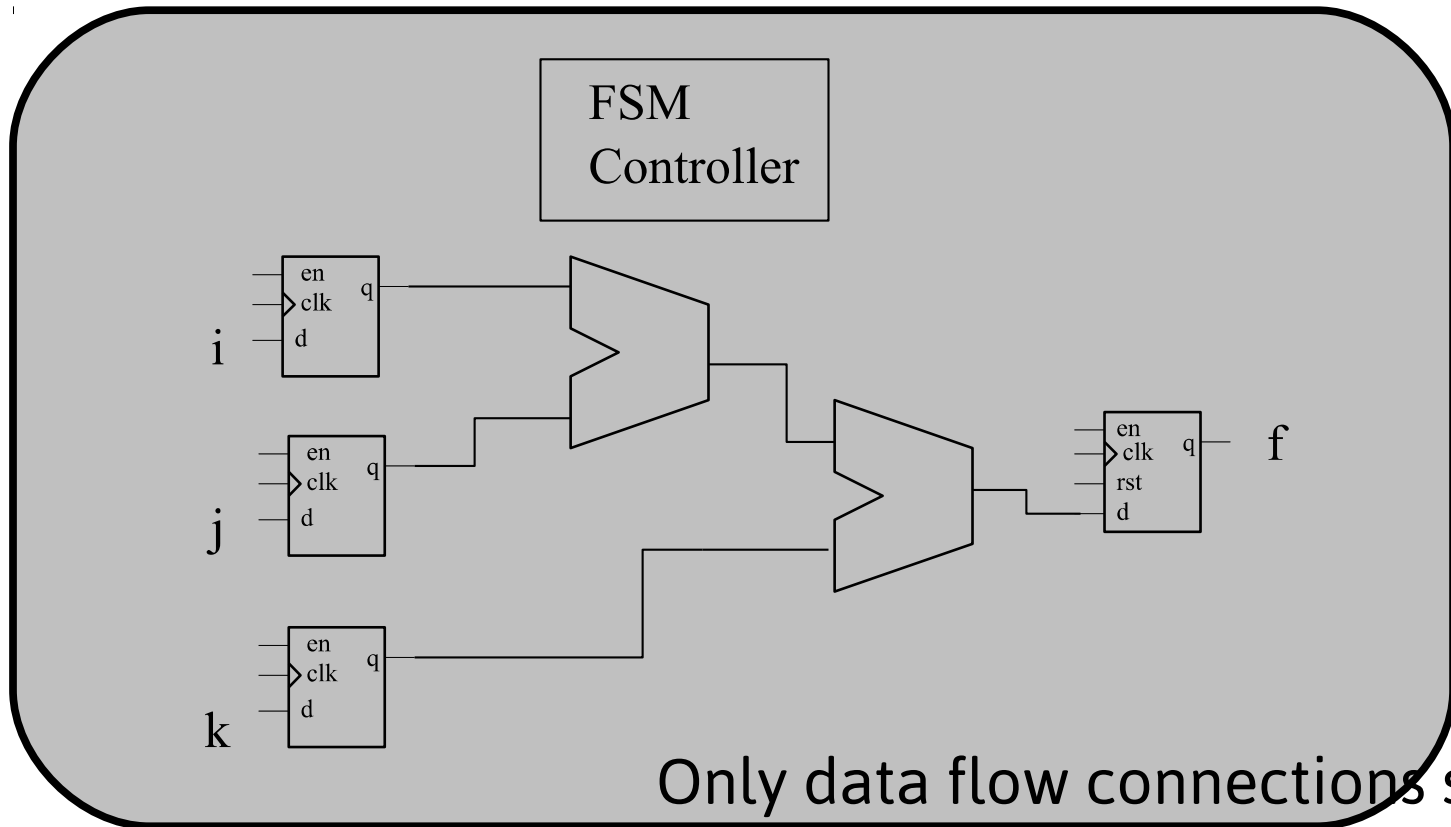 FSM
Controller
en
clk
d
q
i
en
clk
d
q
j
en
clk
rst
d
q
f
en
clk
d
q
k
Only data flow connections